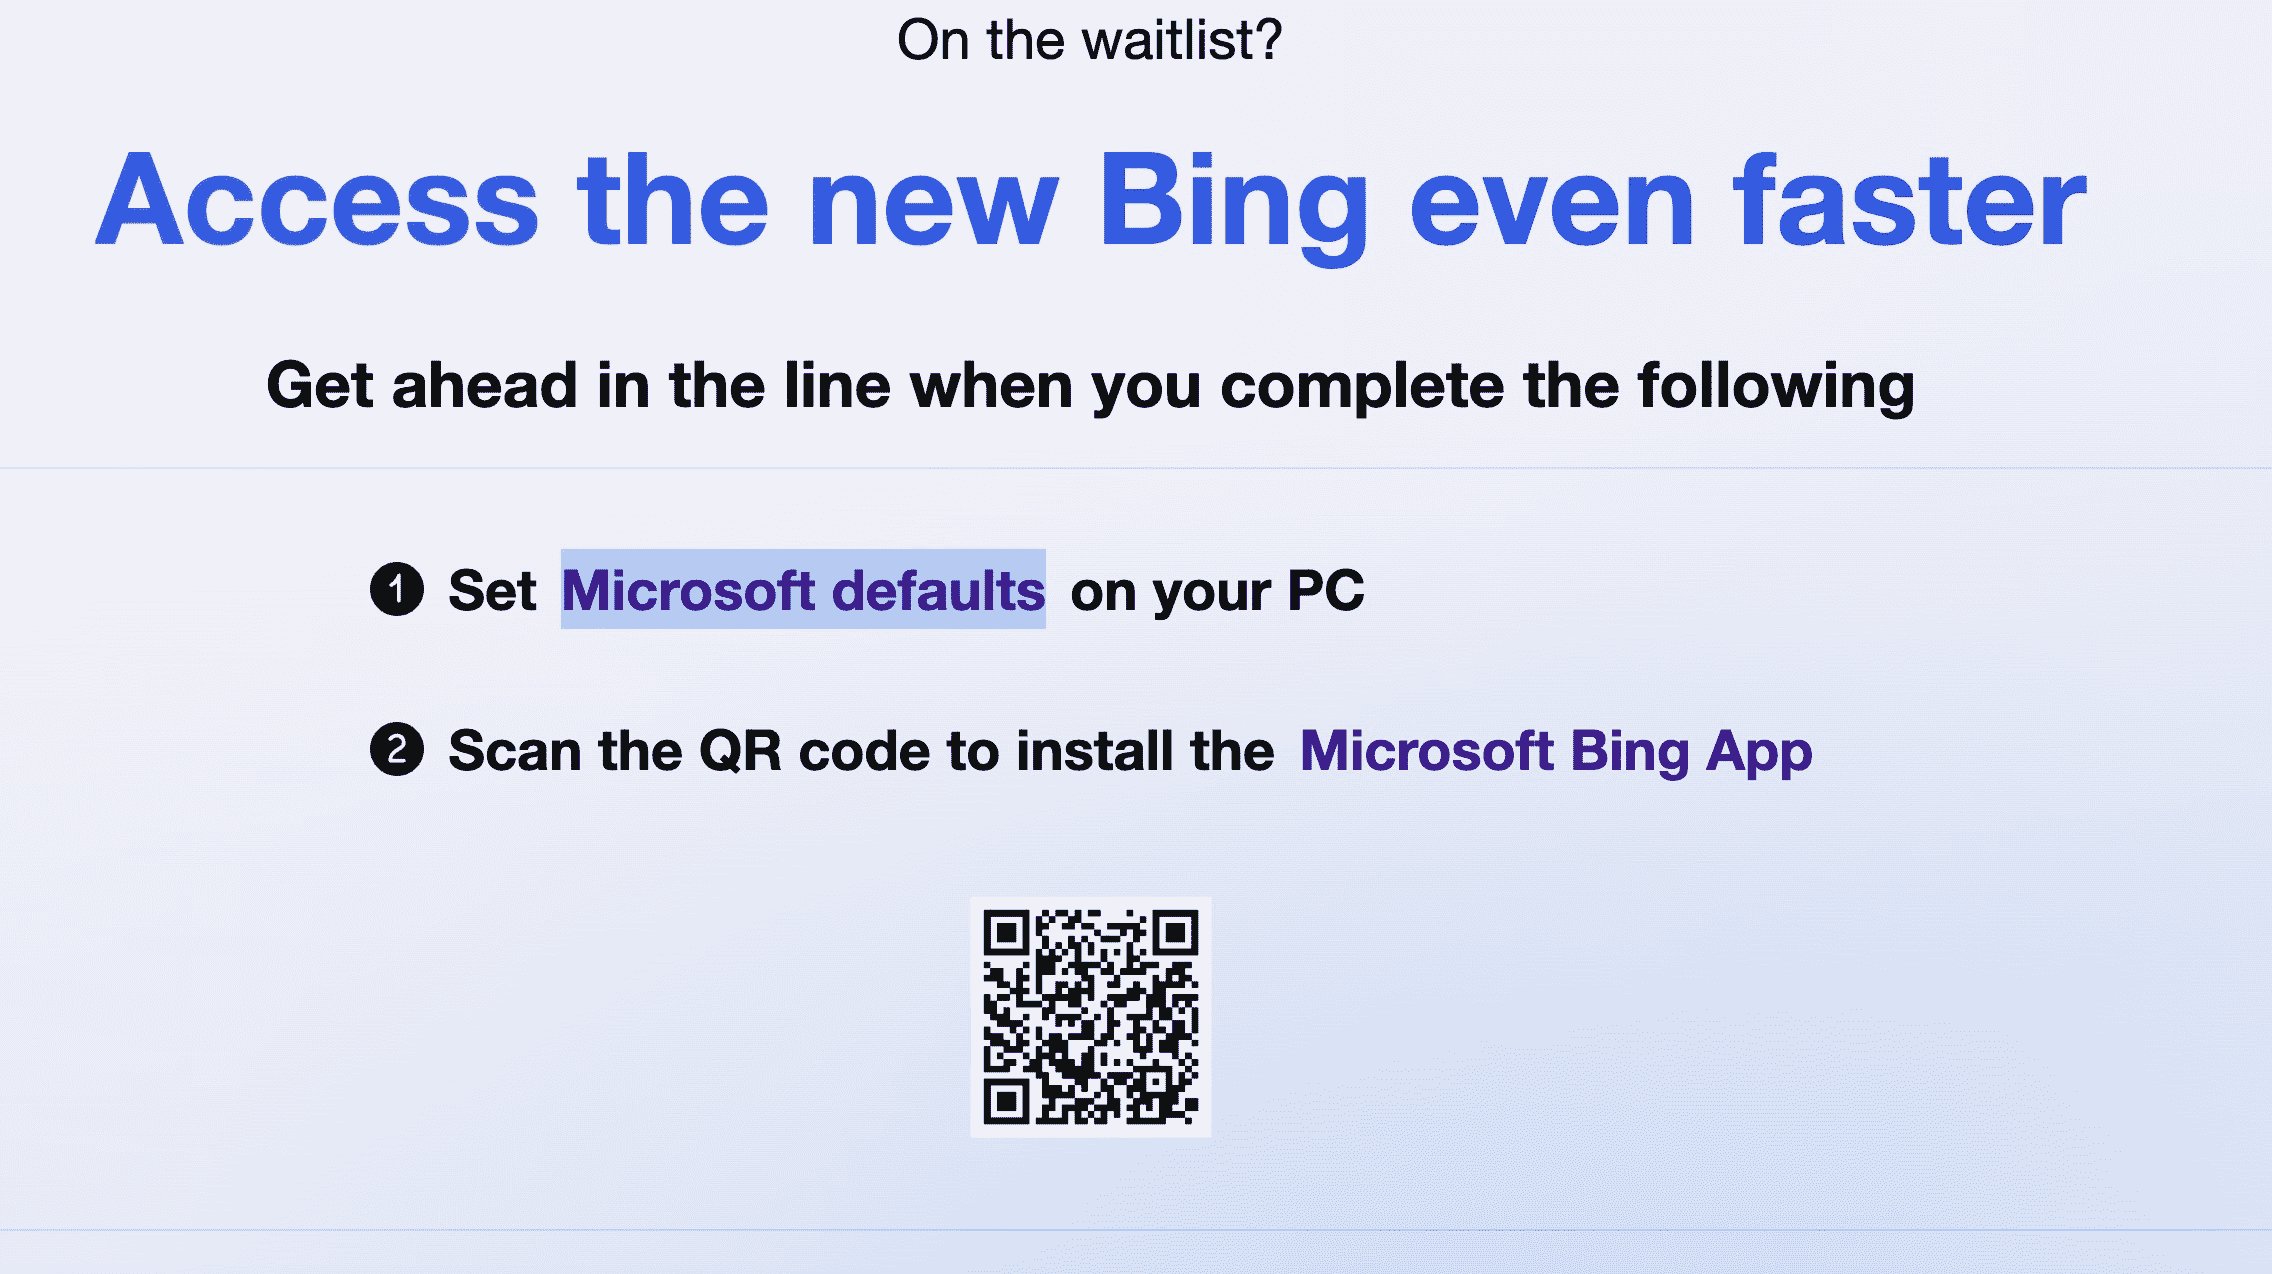 On the waitlist?
Access the new Bing even faster
Get ahead in the line when you complete the following
1 Set Microsoft defaults on your PC
2 Scan the QR code to install the Microsoft Bing App